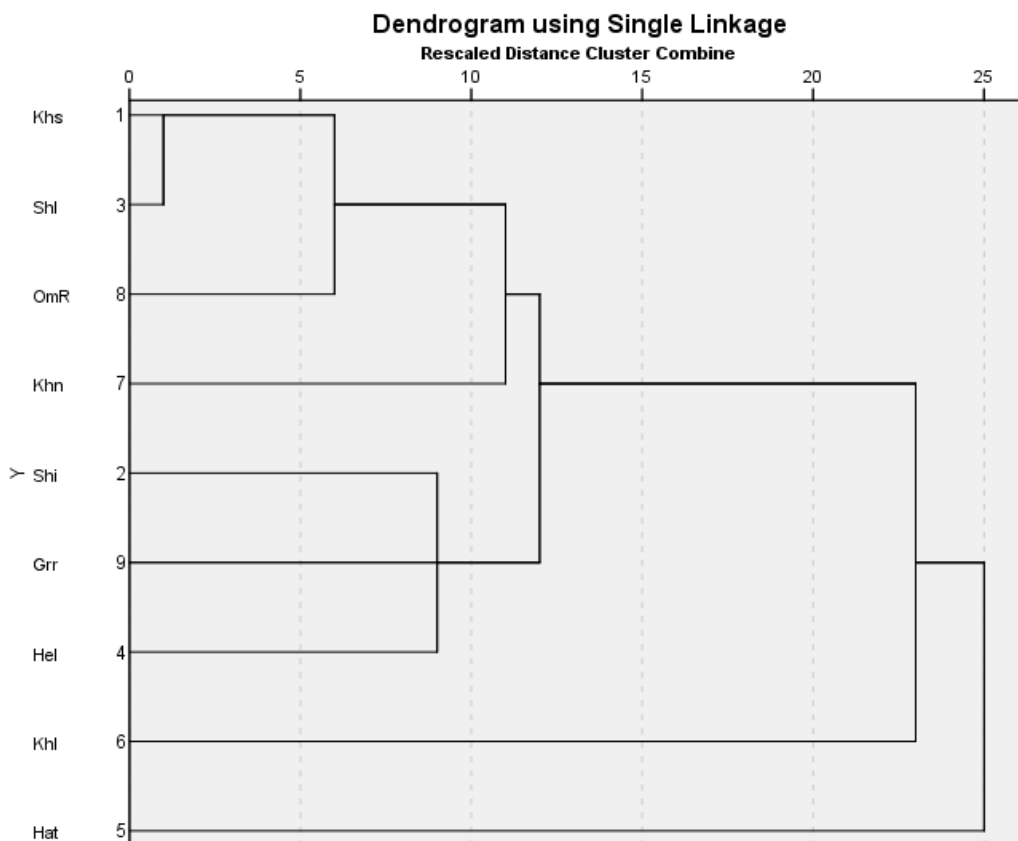 Dendrogram using Single Linkage
Rescaled Distance Cluster Combine
0 5 10 15 20 25
Khs 1
Shl 3
OmR 8
Khn 7
Y
Shi 2
Grr 9
Hel 4
Khl 6
Hat 5